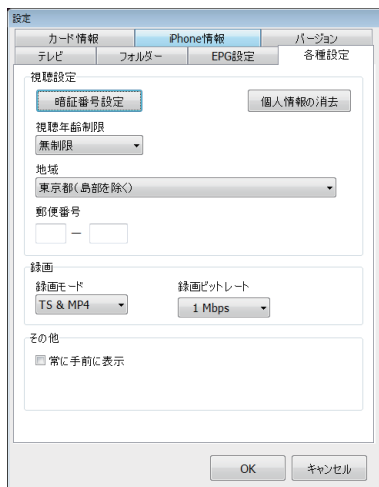 設定
カード情報
iPhone情報
バージョン
テレビ
フォルダー
EPG設定
各種設定
視聴設定
暗証番号設定
個人情報の消去
視聴年齢制限
無制限
地域
東京都(島部を除く)
郵便番号
ー
録画
録画モード
録画ビットレート
TS & MP4
1 Mbps
その他
常に手前に表示
OK
キャンセル